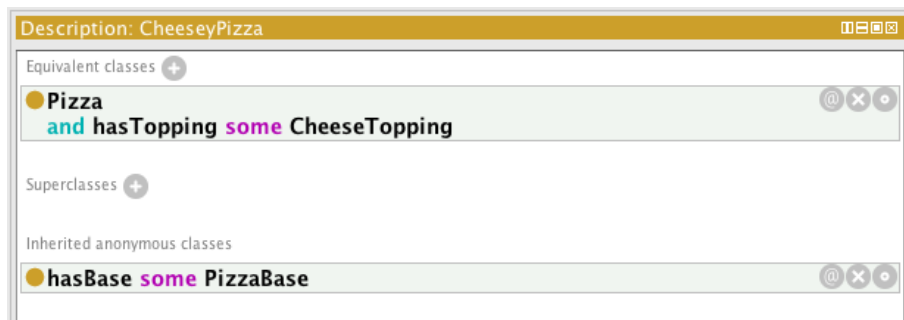 Description: CheeseyPizza
Equivalent classes
Pizza
and hasTopping some CheeseTopping
Superclasses
Inherited anonymous classes
hasBase some PizzaBase